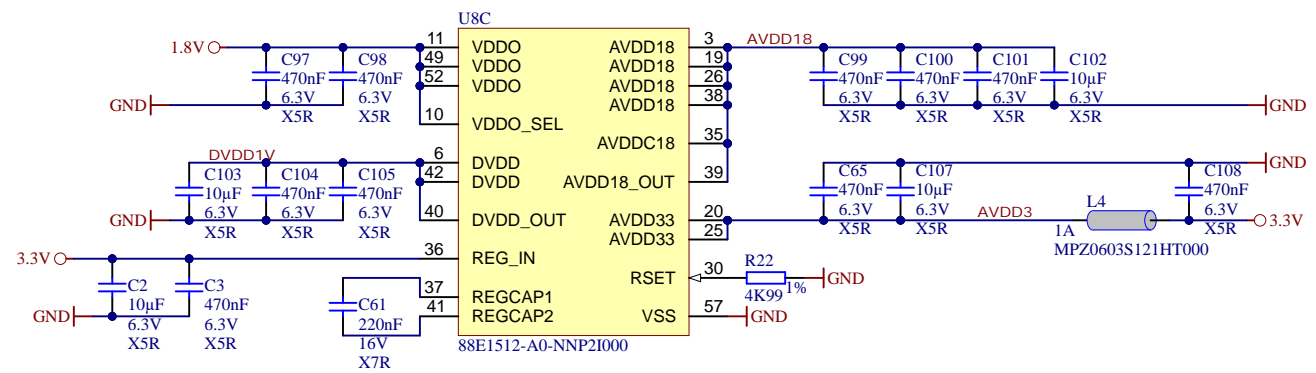 U8C
1.8V
11
VDDO
49
VDDO
52
VDDO
10
VDDO_SEL
C97
470nF
6.3V
X5R
C98
470nF
6.3V
X5R
GND
DVDD1V
6
DVDD
42
DVDD
40
DVDD_OUT
C103
10µF
6.3V
X5R
C104
470nF
6.3V
X5R
C105
470nF
6.3V
X5R
GND
3.3V
36
REG_IN
C2
10µF
6.3V
X5R
C3
470nF
6.3V
X5R
GND
37
REGCAP1
41
REGCAP2
C61
220nF
16V
X7R
88E1512-A0-NNP2I000
AVDD18
3
AVDD18
AVDD18
19
AVDD18
26
AVDD18
38
AVDDC18
35
AVDD18_OUT
39
C99
470nF
6.3V
X5R
C100
470nF
6.3V
X5R
C101
470nF
6.3V
X5R
C102
10µF
6.3V
X5R
GND
GND
AVDD33
20
AVDD33
25
C65
470nF
6.3V
X5R
C107
10µF
6.3V
X5R
AVDD3
L4
1A
MPZ0603S121HT000
C108
470nF
6.3V
X5R
3.3V
RSET
30
R22
4K99
1%
GND
VSS
57
GND